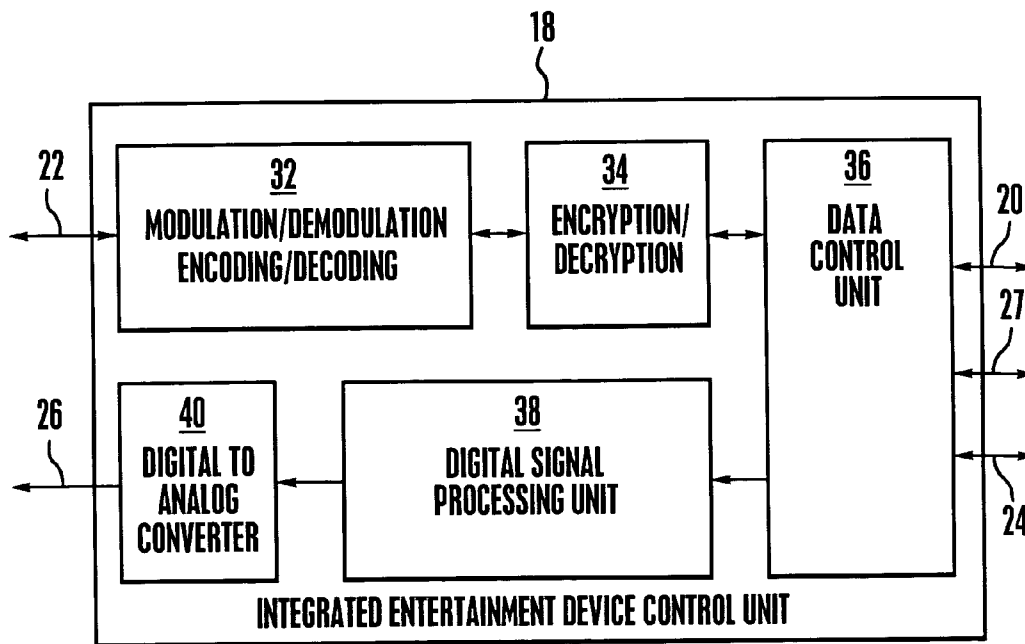 18
22
32
MODULATION/DEMODULATION
ENCODING/DECODING
34
ENCRYPTION/
DECRYPTION
36
DATA
CONTROL
UNIT
20
27
24
26
40
DIGITAL TO
ANALOG
CONVERTER
38
DIGITAL SIGNAL
PROCESSING UNIT
INTEGRATED ENTERTAINMENT DEVICE CONTROL UNIT